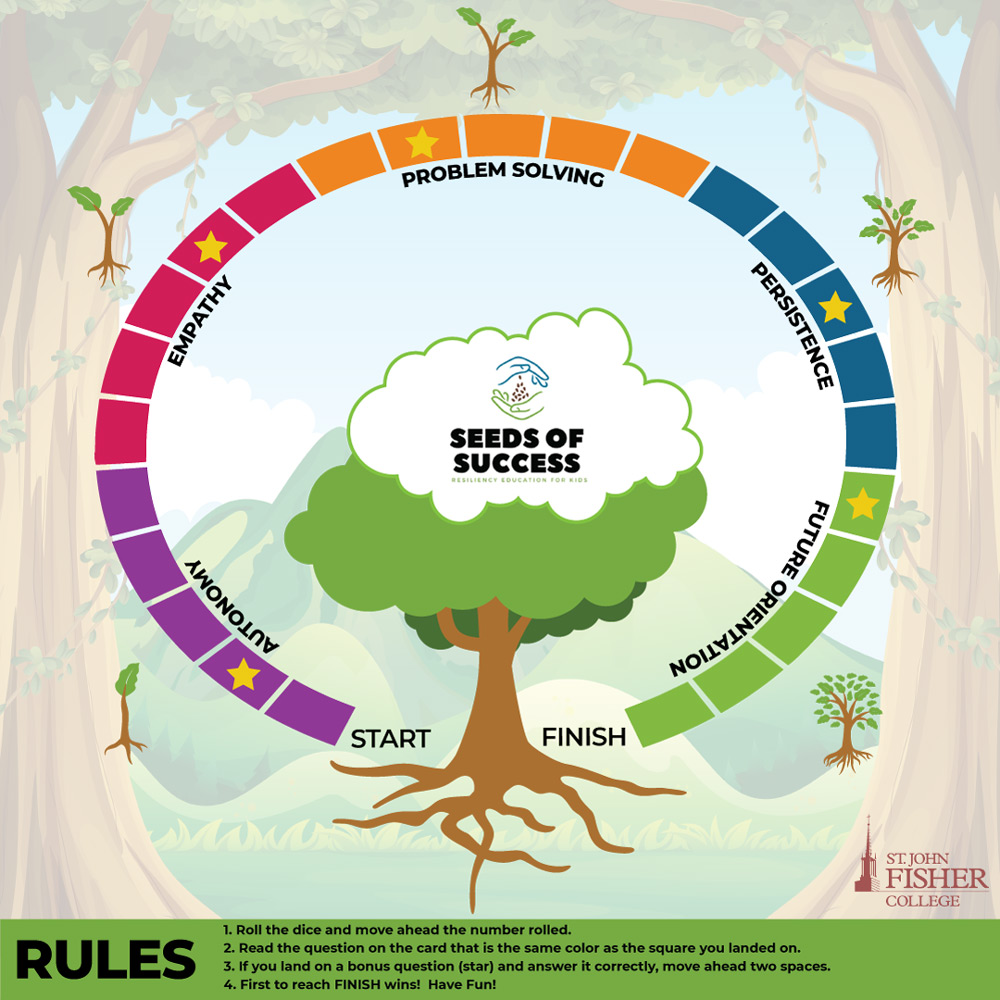 PROBLEM SOLVING
EMPATHY
PERSISTENCE
SEEDS OF
SUCCESS
RESILIENCY EDUCATION FOR KIDS
AUTONOMY
FUTURE ORIENTATION
START
FINISH
ST. JOHN
FISHER
COLLEGE
RULES
1. Roll the dice and move ahead the number rolled.
2. Read the question on the card that is the same color as the square you landed on.
3. If you land on a bonus question (star) and answer it correctly, move ahead two spaces.
4. First to reach FINISH wins!  Have Fun!